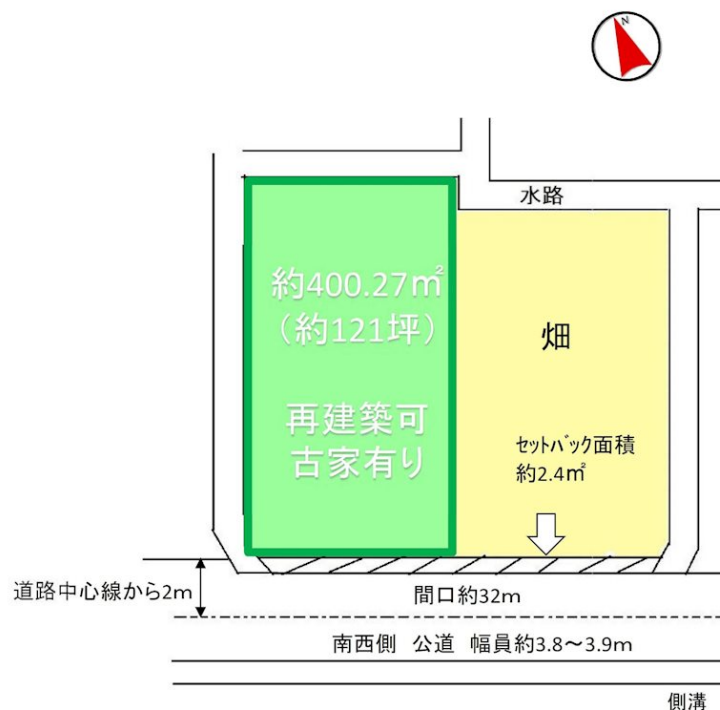 N
水路
約400.27㎡
（約121坪）
再建築可
古家有り
畑
セットバック面積
約2.4㎡
道路中心線から2m
間口約32m
南西側 公道 幅員約3.8～3.9m
側溝